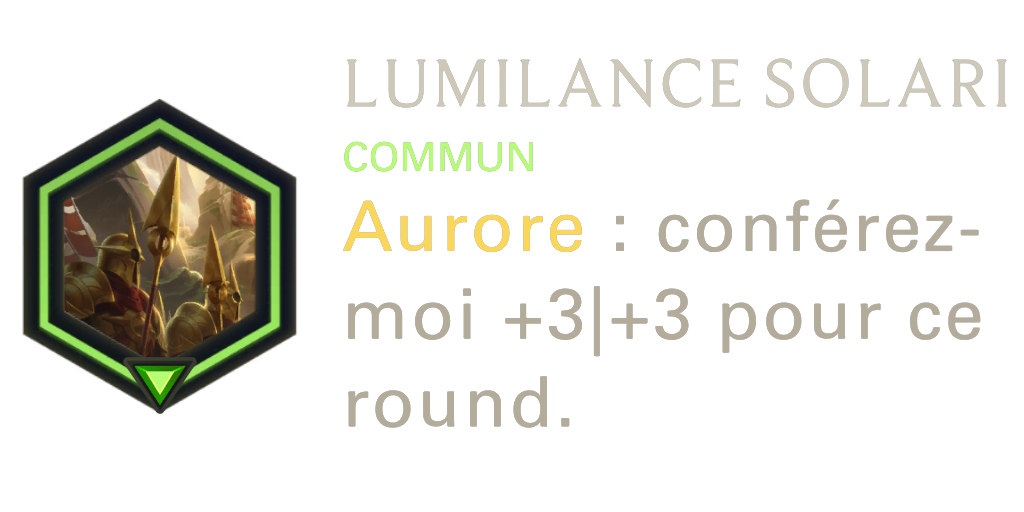 LUMILANCE SOLARI
COMMUN
Aurore : conférez-
moi +3|+3 pour ce
round.